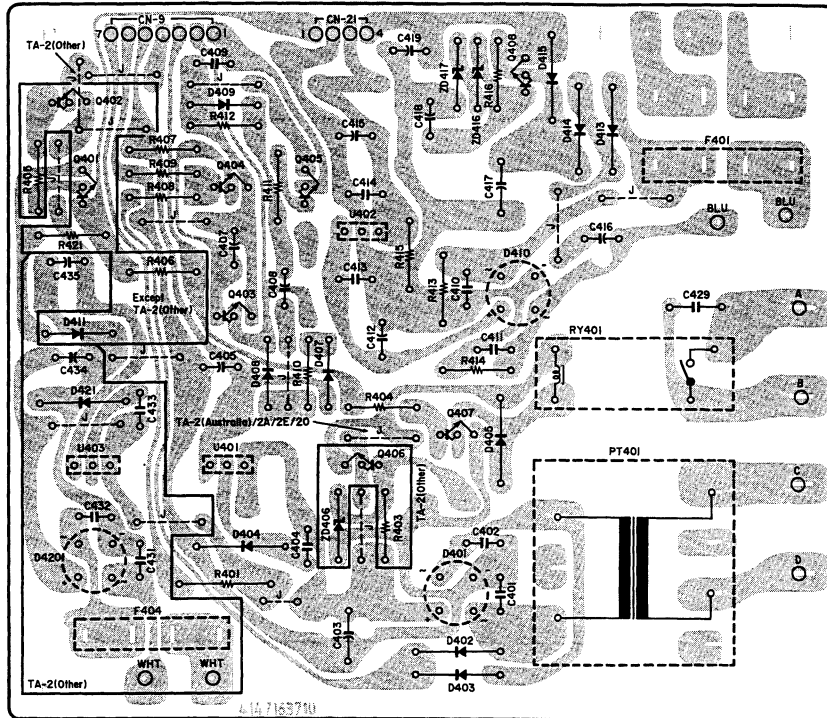 CN-9
7 1
CN-21
1 4
TA-2(Other)
J
C409
C419
Q408
D415
Q402
J
J
D409
ZD417
ZD416
R416
R412
C418
D414
D413
F401
J
R407
C415
Q401
R405
J
R409
Q404
Q405
R408
R411
C417
C414
J
J
BLU
BLU
U402
R421
C407
C416
R415
J
D410
C435
R406
C413
R413
C410
Except
TA-2(Other)
C408
Q403
C429
A
D411
C412
C411
RY401
C434
J
C405
D408
J
R410
D407
R414
D421
C433
R404
B
J
TA-2(Australia)/2A/2E/20
Q407
D405
J
U403
U401
Q406
PT401
C
C432
J
ZD406
J
R403
TA-2(Other)
D404
C404
C402
D4201
C431
D401
D
R401
C401
J
F404
C403
D402
WHT.
WHT.
D403
TA-2(Other)
4147163710